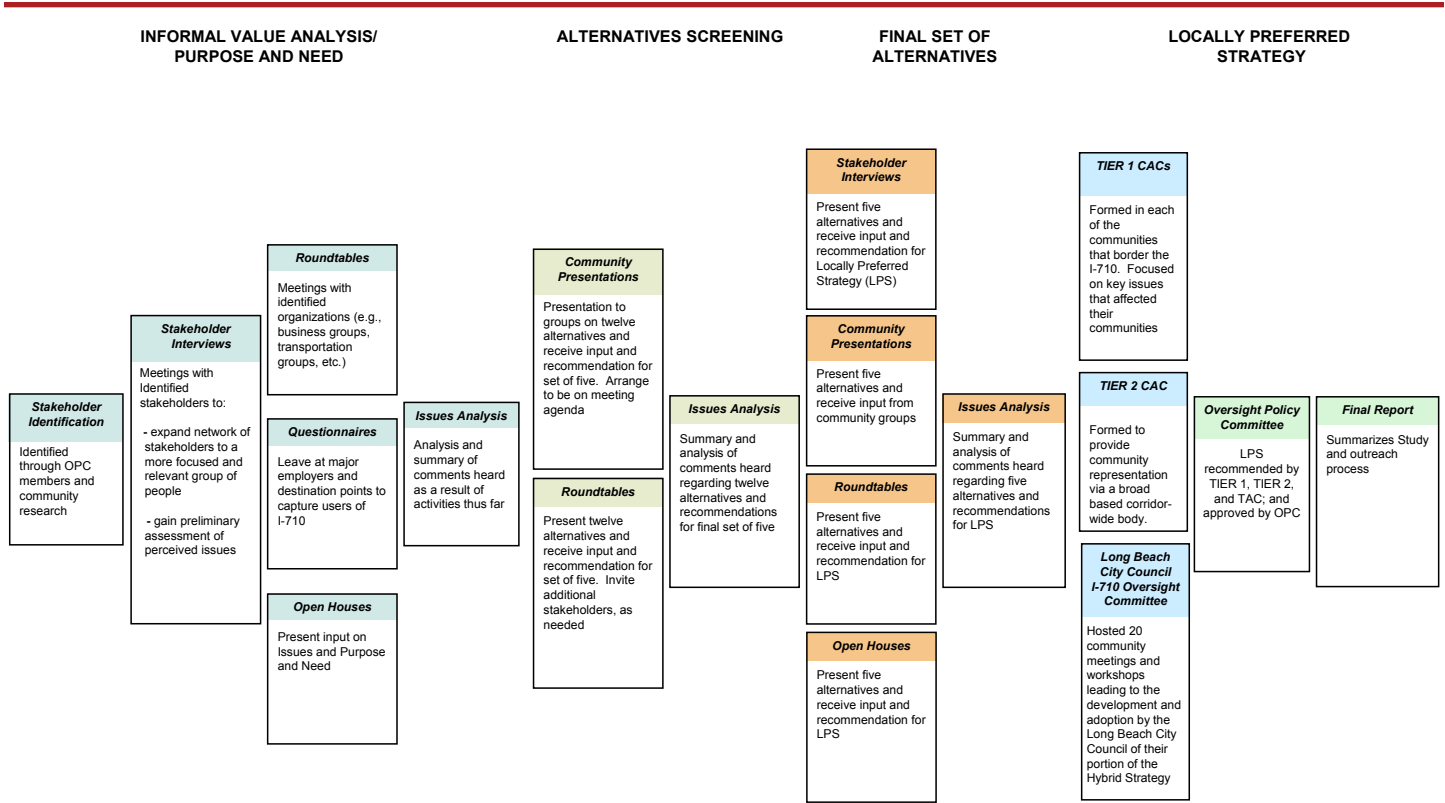 INFORMAL VALUE ANALYSIS/
PURPOSE AND NEED
ALTERNATIVES SCREENING
FINAL SET OF
ALTERNATIVES
LOCALLY PREFERRED
STRATEGY
Stakeholder
Identification
Identified
through OPC
members and
community
research
Stakeholder
Interviews
Meetings with
Identified
stakeholders to:
- expand network of
stakeholders to a
more focused and
relevant group of
people
- gain preliminary
assessment of
perceived issues
Roundtables
Meetings with
identified
organizations (e.g.,
business groups,
transportation
groups, etc.)
Questionnaires
Leave at major
employers and
destination points to
capture users of
I-710
Open Houses
Present input on
Issues and Purpose
and Need
Issues Analysis
Analysis and
summary of
comments heard
as a result of
activities thus far
Community
Presentations
Presentation to
groups on twelve
alternatives and
receive input and
recommendation for
set of five.  Arrange
to be on meeting
agenda
Roundtables
Present twelve
alternatives and
receive input and
recommendation for
set of five.  Invite
additional
stakeholders, as
needed
Issues Analysis
Summary and
analysis of
comments heard
regarding twelve
alternatives and
recommendations
for final set of five
Stakeholder
Interviews
Present five
alternatives and
receive input and
recommendation for
Locally Preferred
Strategy (LPS)
Community
Presentations
Present five
alternatives and
receive input from
community groups
Roundtables
Present five
alternatives and
receive input and
recommendation for
LPS
Open Houses
Present five
alternatives and
receive input and
recommendation for
LPS
Issues Analysis
Summary and
analysis of
comments heard
regarding five
alternatives and
recommendations
for LPS
TIER 1 CACs
Formed in each
of the
communities
that border the
I-710.  Focused
on key issues
that affected
their
communities
TIER 2 CAC
Formed to
provide
community
representation
via a broad
based corridor-
wide body.
Long Beach
City Council
I-710 Oversight
Committee
Hosted 20
community
meetings and
workshops
leading to the
development and
adoption by the
Long Beach City
Council of their
portion of the
Hybrid Strategy
Oversight Policy
Committee
LPS
recommended by
TIER 1, TIER 2,
and TAC; and
approved by OPC
Final Report
Summarizes Study
and outreach
process